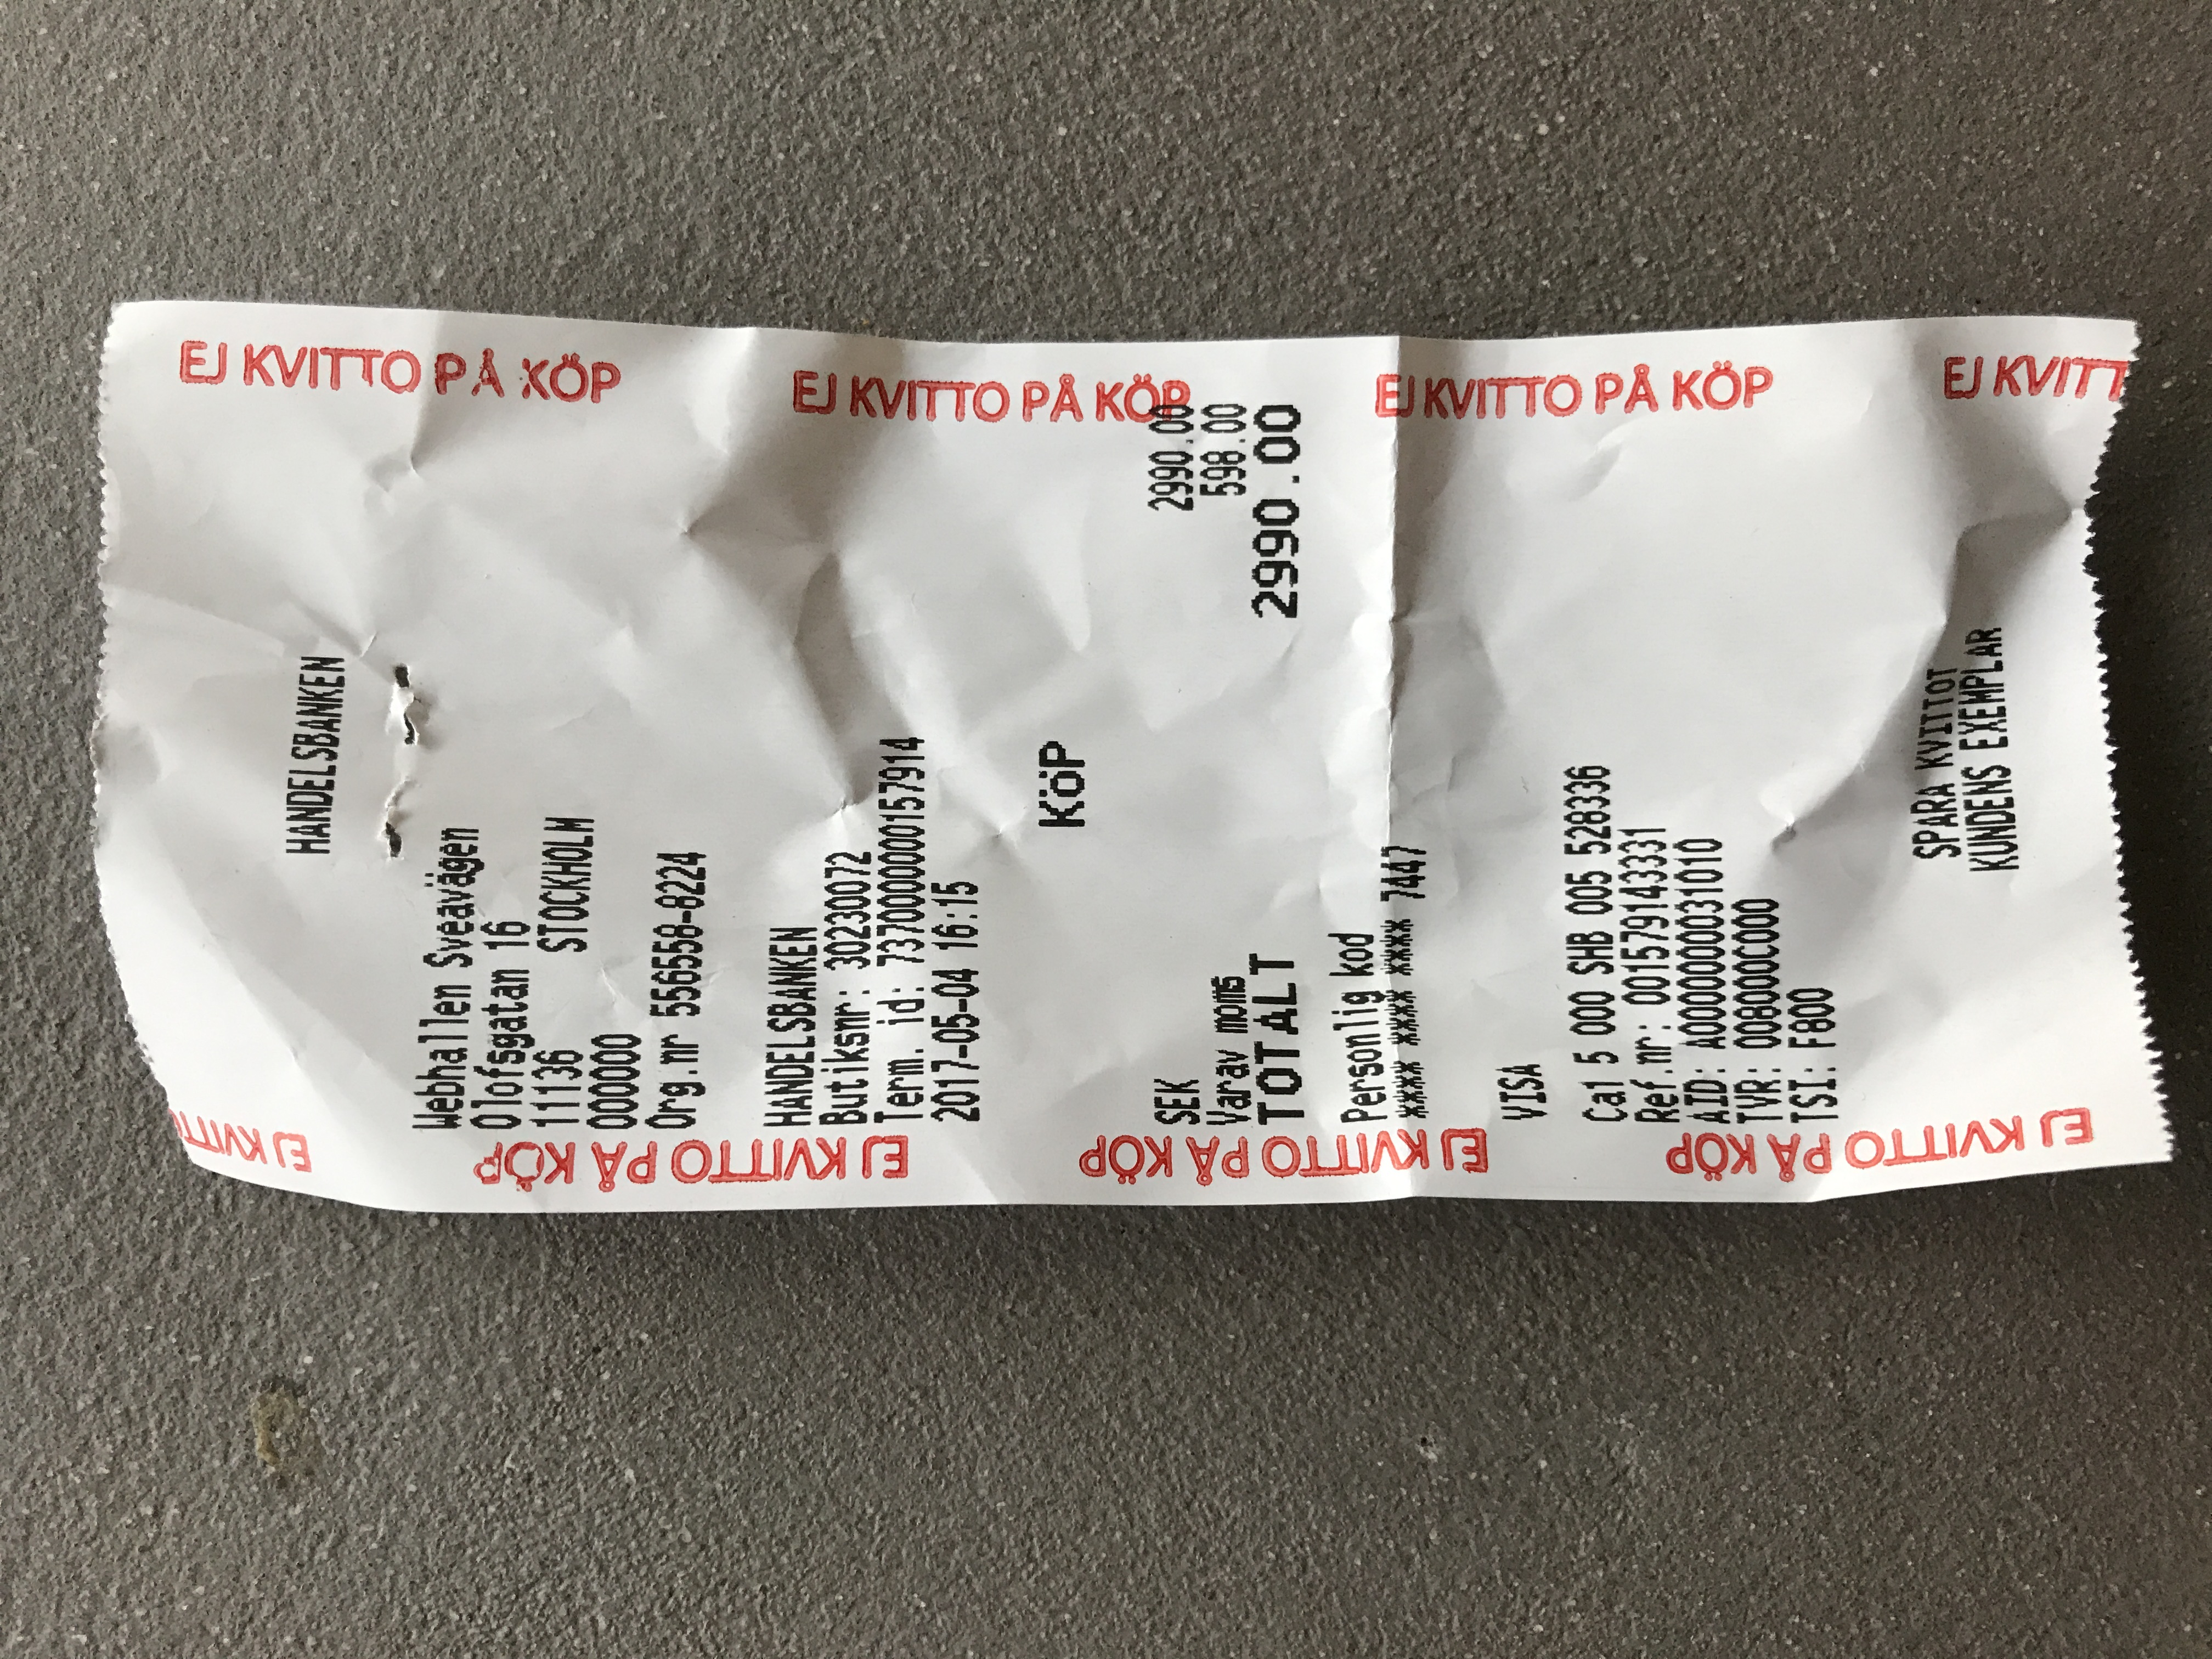 HANDELSBANKEN
Webhallen Sveavägen
Olofsgatan 16
11136 STOCKHOLM
000000
Org.nr 556558-8224
HANDELSBANKEN
Butiksnr: 30230072
Term. id: 7370000000157914
2017-05-04 16:15
KöP
SEK 2990.00
Varav moms 598.00
TOTALT 2990.00
Personlig kod
**** **** **** 7447
VISA
Ca1 5 000 SHB 005 528336
Ref.nr: 001579143331
AID: A0000000031010
TVR: 008000C000
TSI: F800
SPARA KVITTOT
KUNDENS EXEMPLAR
EJ KVITTO
EJ KVITTO PÅ KÖP
EJ KVITTO PÅ KÖP
EJ KVITTO PÅ KÖP
EJ KVITTO PÅ KÖP
EJ KVITTO PÅ KÖP
EJ KVITTO PÅ KÖP
EJ KVITT